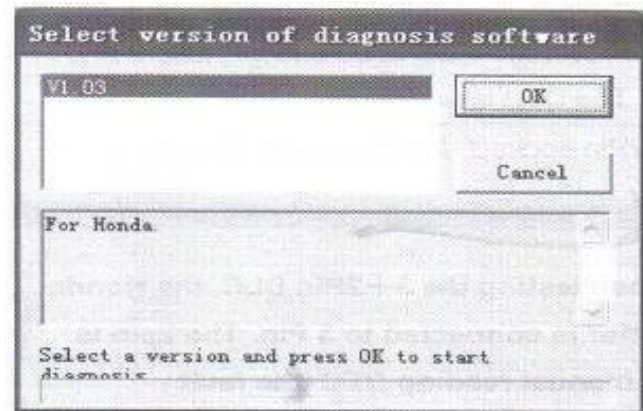 Select version of diagnosis software
V1.03
OK
Cancel
For Honda.
Select a version and press OK to start
diagnosis